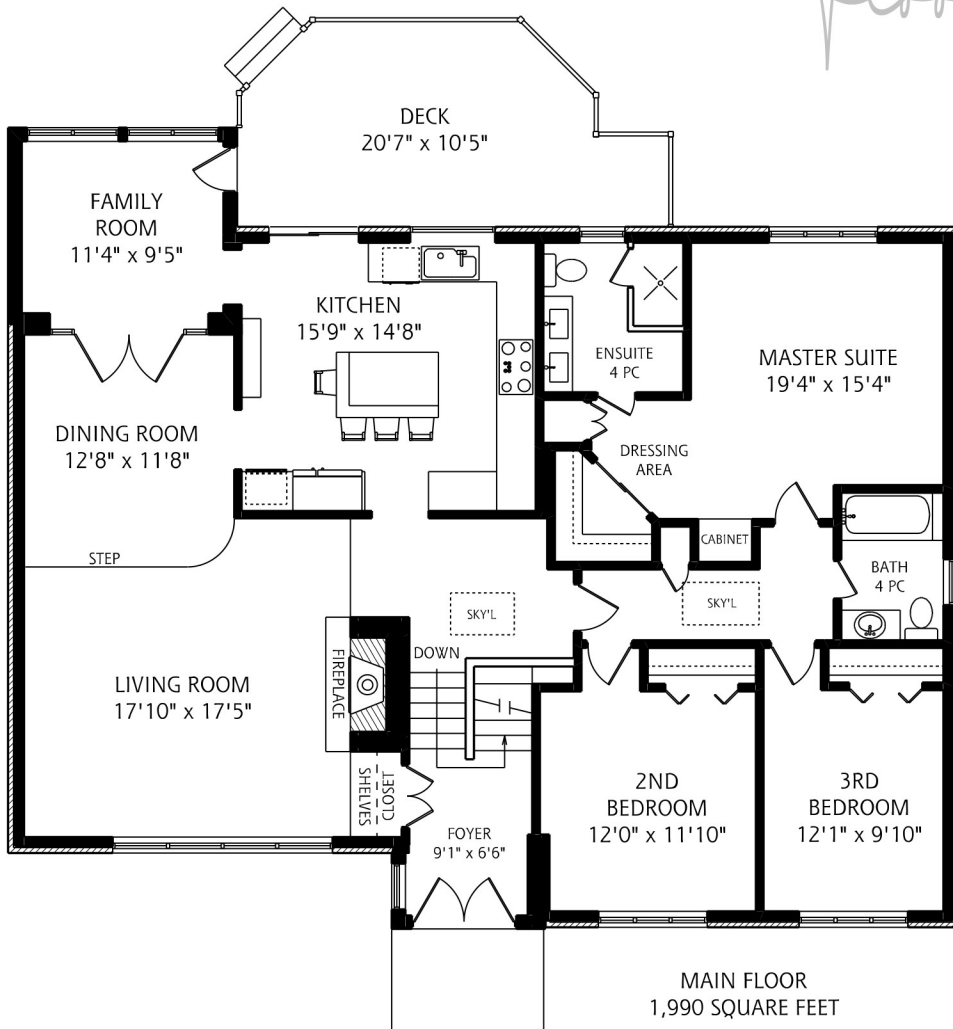 DECK
20'7" x 10'5"
FAMILY
ROOM
11'4" x 9'5"
KITCHEN
15'9" x 14'8"
ENSUITE
4 PC
MASTER SUITE
19'4" x 15'4"
DINING ROOM
12'8" x 11'8"
DRESSING
AREA
STEP
CABINET
BATH
4 PC
SKY'L
SKY'L
DOWN
FIREPLACE
LIVING ROOM
17'10" x 17'5"
SHELVES
CLOSET
FOYER
9'1" x 6'6"
2ND
BEDROOM
12'0" x 11'10"
3RD
BEDROOM
12'1" x 9'10"
MAIN FLOOR
1,990 SQUARE FEET